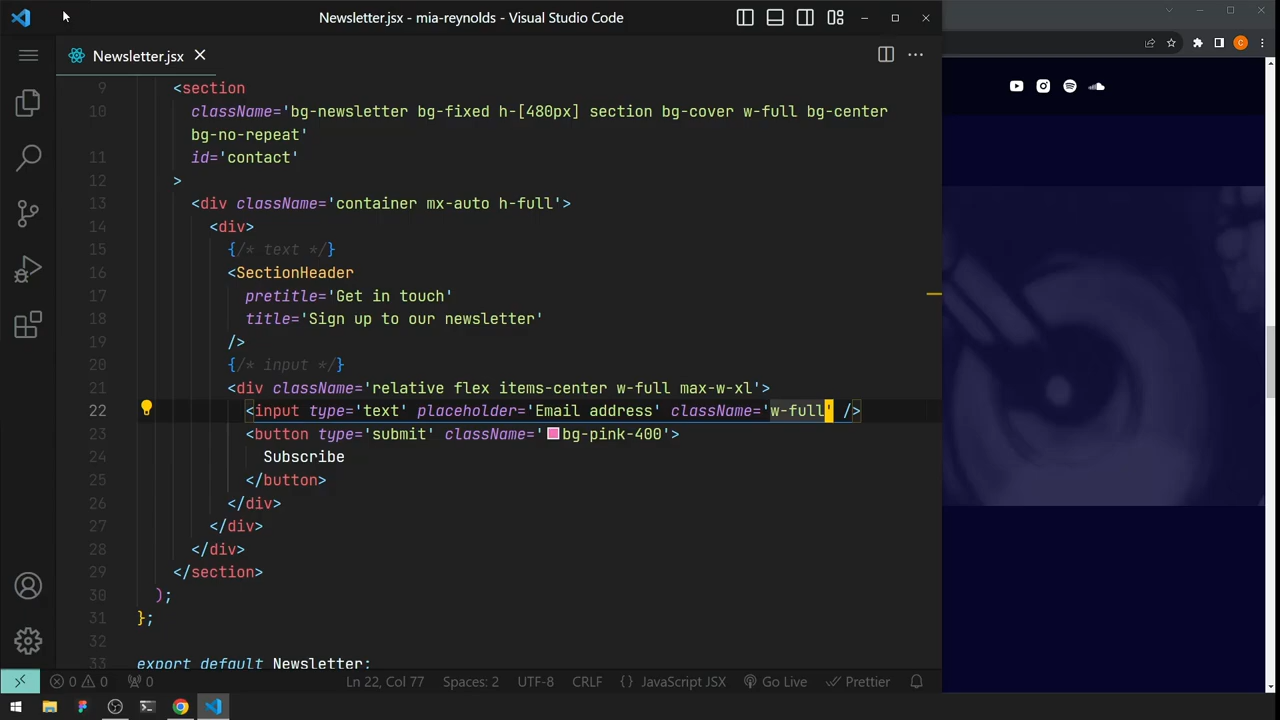 Newsletter.jsx - mia-reynolds - Visual Studio Code
Newsletter.jsx
9 <section
10 className='bg-newsletter bg-fixed h-[480px] section bg-cover w-full bg-center
bg-no-repeat'
11 id='contact'
12 >
13 <div className='container mx-auto h-full'>
14 <div>
15 {/* text */}
16 <SectionHeader
17 pretitle='Get in touch'
18 title='Sign up to our newsletter'
19 />
20 {/* input */}
21 <div className='relative flex items-center w-full max-w-xl'>
22 <input type='text' placeholder='Email address' className='w-full' />
23 <button type='submit' className='bg-pink-400'>
24 Subscribe
25 </button>
26 </div>
27 </div>
28 </div>
29 </section>
30 );
31 };
32
33 export default Newsletter;
0 0 0 Ln 22, Col 77 Spaces: 2 UTF-8 CRLF {} JavaScript JSX Go Live Prettier
C